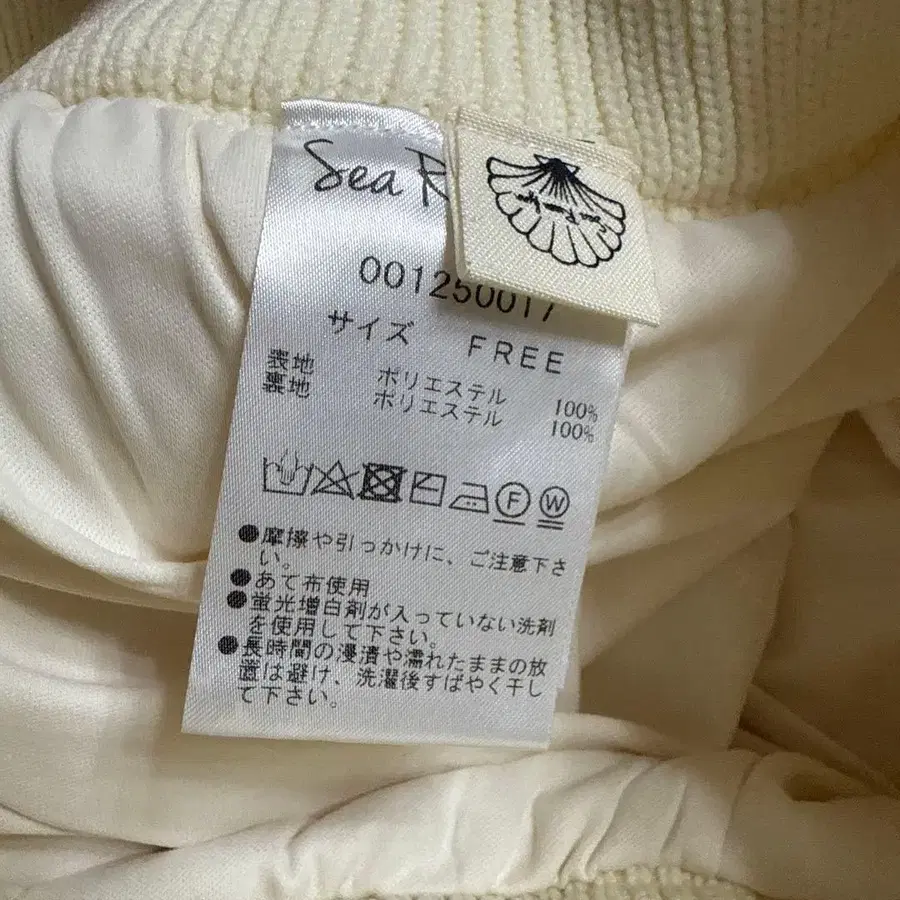 Sea
001250017
サイズ FREE
表地 ポリエステル 100%
裏地 ポリエステル 100%
F W
●摩擦や引っかけに、ご注意下さ
い。
●あて布使用
●蛍光増白剤が入っていない洗剤
を使用して下さい。
●長時間の浸漬や濡れたままの放
置は避け、洗濯後すばやく干し
て下さい。